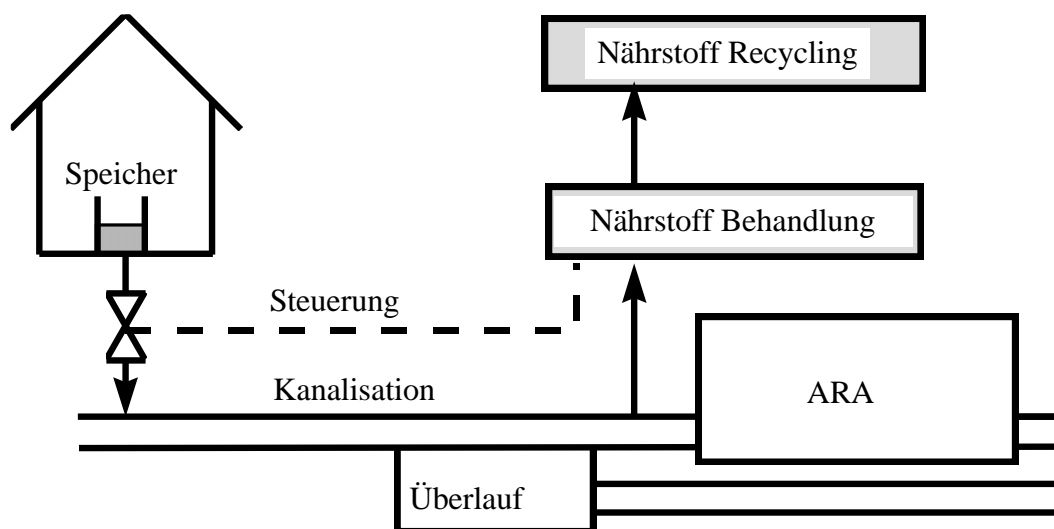 Nährstoff Recycling
Speicher
Nährstoff Behandlung
Steuerung
Kanalisation
ARA
Überlauf